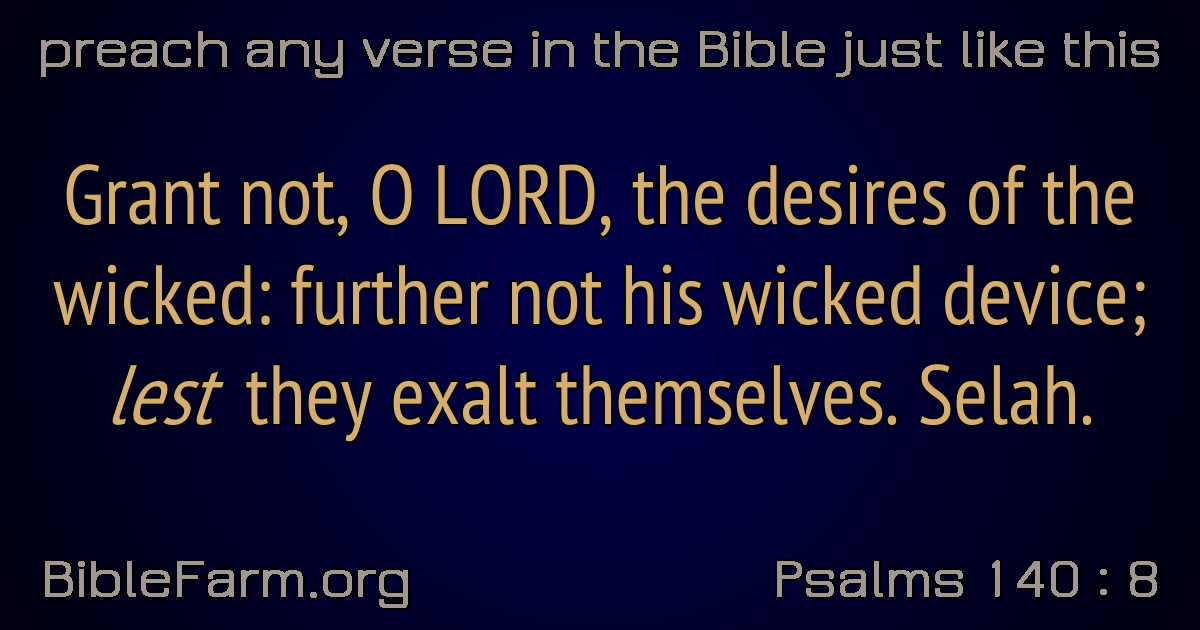 preach any verse in the Bible just like this
Grant not, O LORD, the desires of the
wicked: further not his wicked device;
lest they exalt themselves. Selah.
BibleFarm.org
Psalms 140 : 8